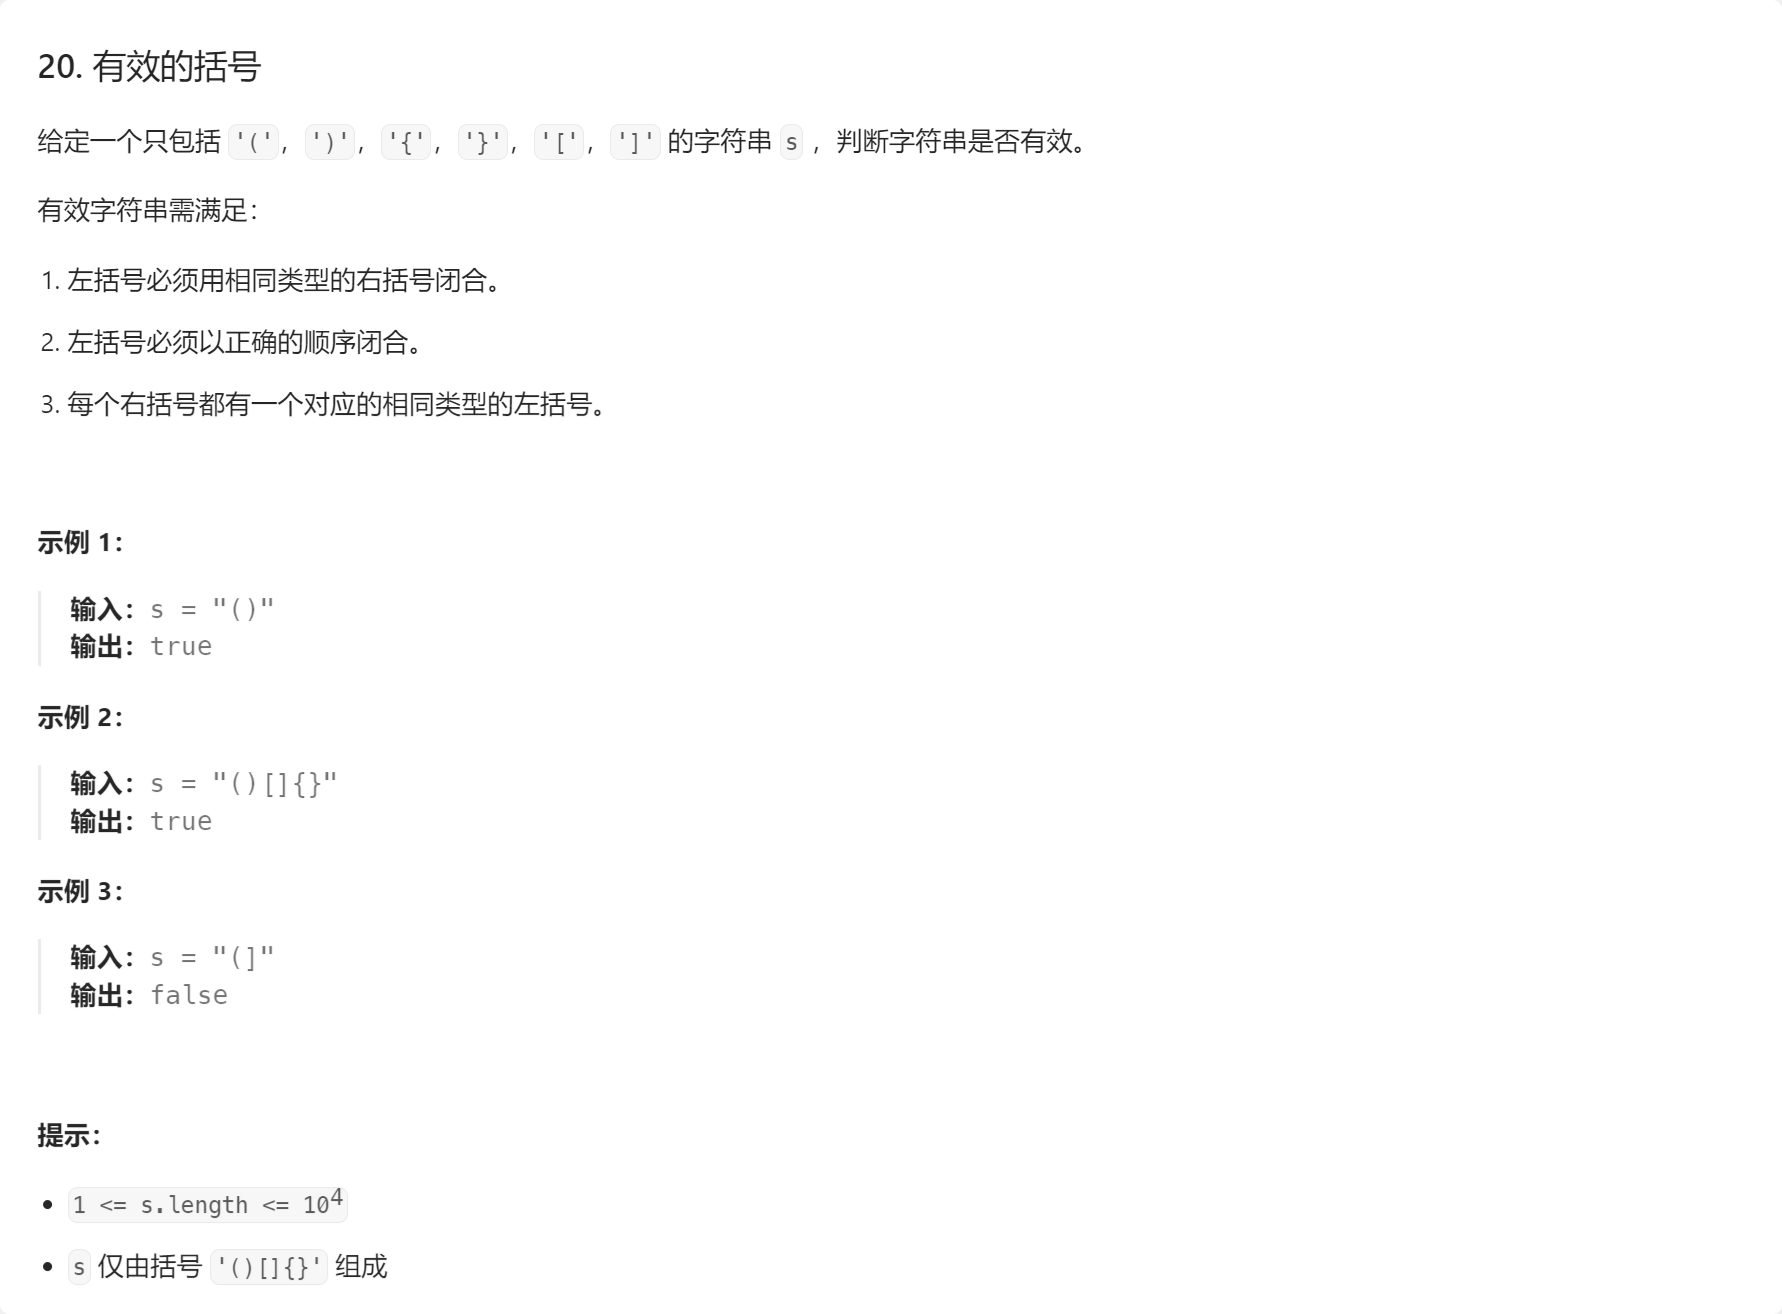 20. 有效的括号
给定一个只包括 '('，')'，'{'，'}'，'['，']' 的字符串 s ，判断字符串是否有效。
有效字符串需满足：
1. 左括号必须用相同类型的右括号闭合。
2. 左括号必须以正确的顺序闭合。
3. 每个右括号都有一个对应的相同类型的左括号。
示例 1：
输入：s = "()"
输出：true
示例 2：
输入：s = "()[]{}"
输出：true
示例 3：
输入：s = "(]"
输出：false
提示：
• 1 <= s.length <= 10⁴
• s 仅由括号 '()[]{}' 组成